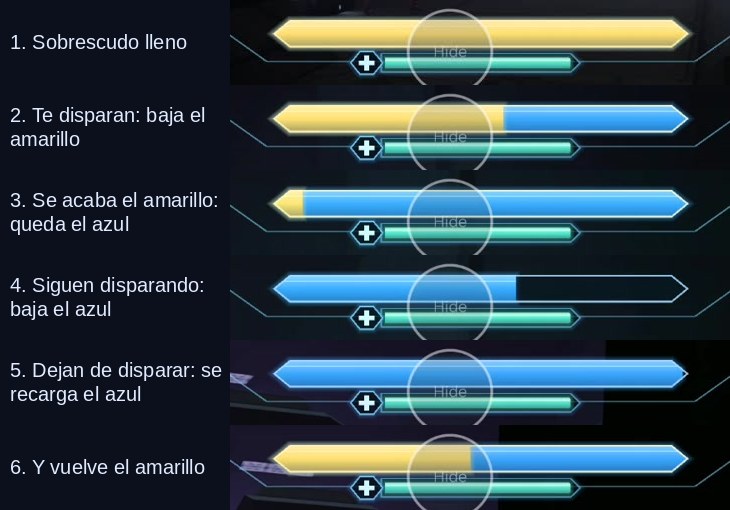 1. Sobrescudo lleno
Hide
2. Te disparan: baja el
amarillo
Hide
3. Se acaba el amarillo:
queda el azul
Hide
4. Siguen disparando:
baja el azul
Hide
5. Dejan de disparar: se
recarga el azul
Hide
6. Y vuelve el amarillo
Hide